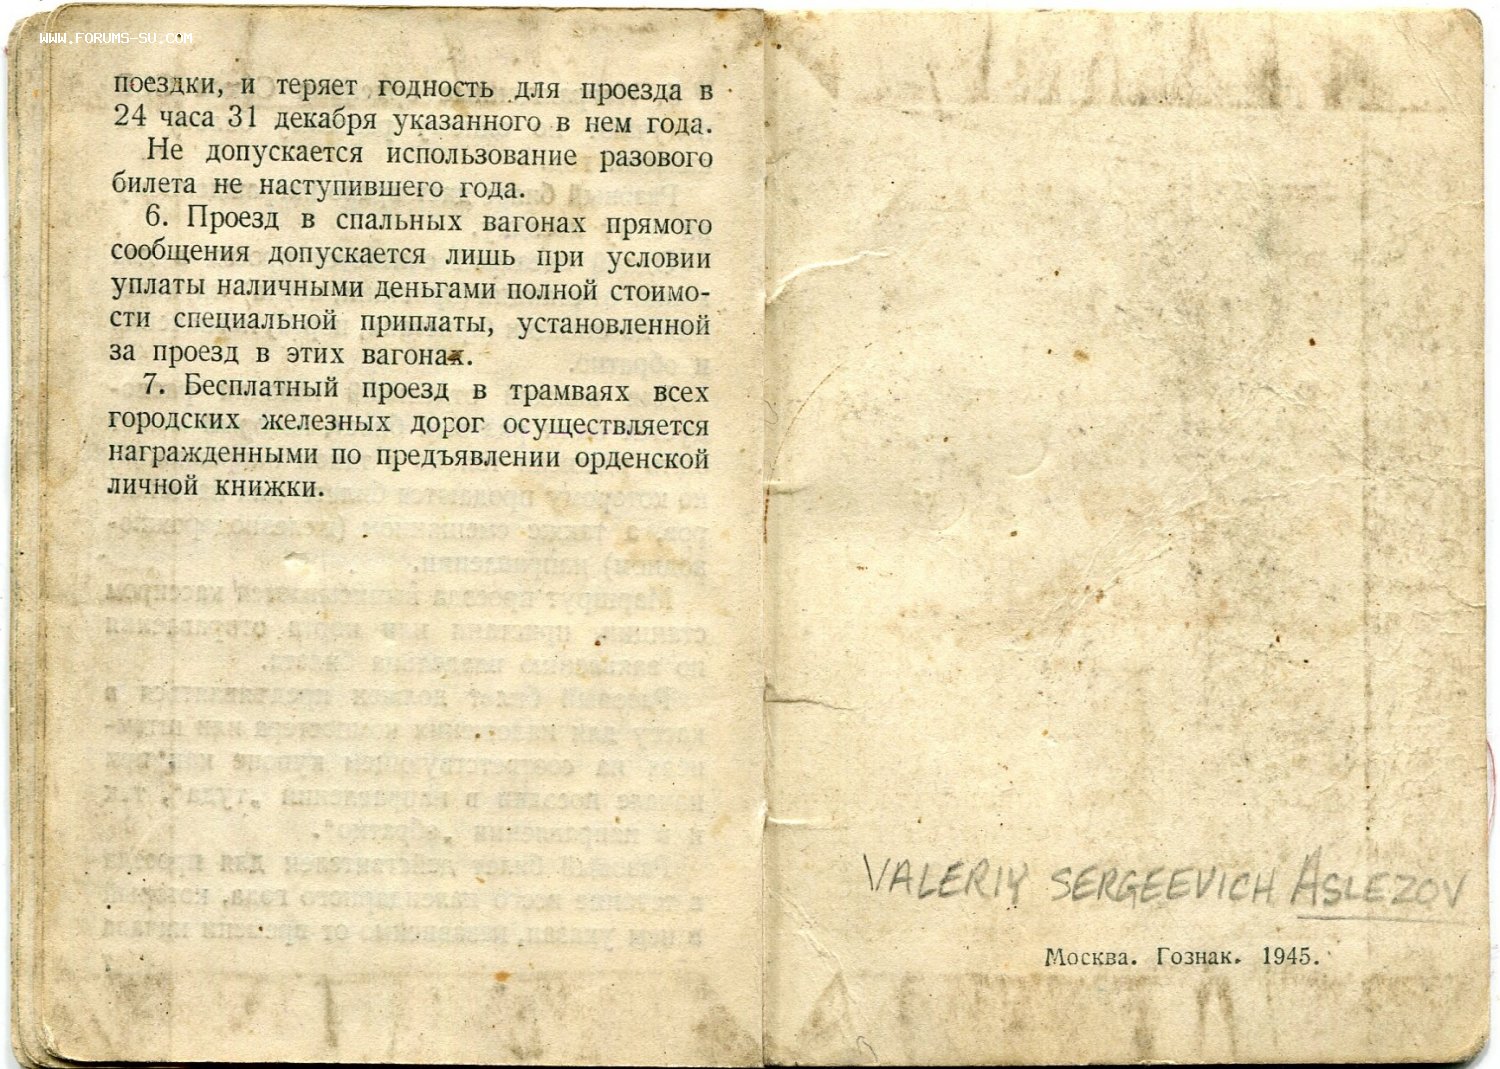 WWW.FORUMS-SU.COM
поездки, и теряет годность для проезда в
24 часа 31 декабря указанного в нем года.
Не допускается использование разового
билета не наступившего года.
6. Проезд в спальных вагонах прямого
сообщения допускается лишь при условии
уплаты наличными деньгами полной стоимо-
сти специальной приплаты, установленной
за проезд в этих вагонах.
7. Бесплатный проезд в трамваях всех
городских железных дорог осуществляется
награжденными по предъявлении орденской
личной книжки.
VALERIY SERGEEVICH ASLEZOV
Москва. Гознак. 1945.